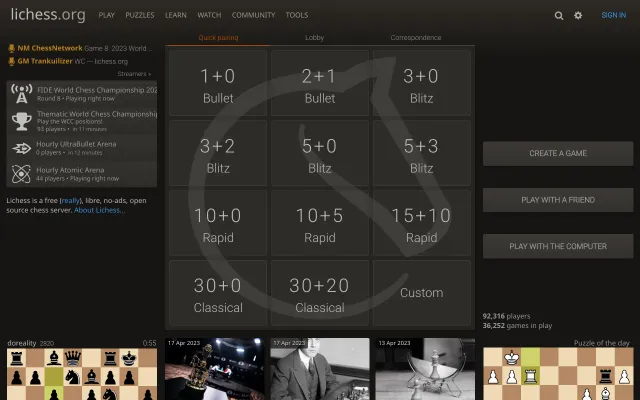 lichess.org PLAY PUZZLES LEARN WATCH COMMUNITY TOOLS SIGN IN
NM ChessNetwork Game 8 2023 World ...
GM Trankuilizer WC — lichess.org
Streamers »
FIDE World Chess Championship 202
Round 8 • Playing right now
Thematic World Chess Championship
Play the WCC positions!
93 players • in 11 minutes
Hourly UltraBullet Arena
0 players • in 12 minutes
Hourly Atomic Arena
44 players • Playing right now
Lichess is a free (really), libre, no-ads, open
source chess server. About Lichess...
Quick pairing Lobby Correspondence
1+0
Bullet
2+1
Bullet
3+0
Blitz
3+2
Blitz
5+0
Blitz
5+3
Blitz
10+0
Rapid
10+5
Rapid
15+10
Rapid
30+0
Classical
30+20
Classical
Custom
CREATE A GAME
PLAY WITH A FRIEND
PLAY WITH THE COMPUTER
92,316 players
36,252 games in play
doreality 2820 0:55
17 Apr 2023
17 Apr 2023
13 Apr 2023
Puzzle of the day